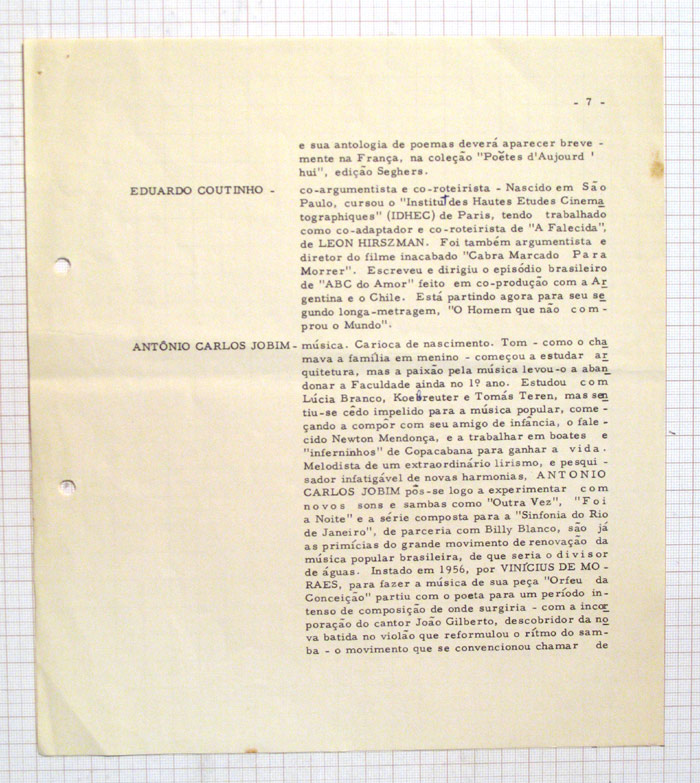 - 7 -
e sua antologia de poemas deverá aparecer breve -
mente na França, na coleção "Poëtes d'Aujourd '
hui", edição Seghers.
EDUARDO COUTINHO - co-argumentista e co-roteirista - Nascido em São
Paulo, cursou o "Institut des Hautes Etudes Cinema
tographiques" (IDHEC) de Paris, tendo trabalhado
como co-adaptador e co-roteirista de "A Falecida",
de LEON HIRSZMAN. Foi também argumentista e
diretor do filme inacabado "Cabra Marcado Para
Morrer". Escreveu e dirigiu o episódio brasileiro
de "ABC do Amor" feito em co-produção com a Ar
gentina e o Chile. Está partindo agora para seu se
gundo longa-metragem, "O Homem que não com -
prou o Mundo".
ANTÔNIO CARLOS JOBIM - música. Carioca de nascimento. Tom - como o cha
mava a família em menino - começou a estudar ar
quitetura, mas a paixão pela música levou-o a aban
donar a Faculdade ainda no 1º ano. Estudou com
Lúcia Branco, Koellreuter e Tomás Teren, mas sen
tiu-se cêdo impelido para a música popular, come -
çando a compôr com seu amigo de infância, o fale -
cido Newton Mendonça, e a trabalhar em boates e
"inferninhos" de Copacabana para ganhar a vida.
Melodista de um extraordinário lirismo, e pesqui -
sador infatigável de novas harmonias, ANTONIO
CARLOS JOBIM pôs-se logo a experimentar com
novos sons e sambas como "Outra Vez", "Foi
a Noite" e a série composta para a "Sinfonia do Rio
de Janeiro", de parceria com Billy Blanco, são já
as primícias do grande movimento de renovação da
música popular brasileira, de que seria o divisor
de águas. Instado em 1956, por VINÍCIUS DE MO -
RAES, para fazer a música de sua peça "Orfeu da
Conceição" partiu com o poeta para um período in-
tenso de composição de onde surgiria - com a incor
poração do cantor João Gilberto, descobridor da no
va batida no violão que reformulou o rítmo do sam-
ba - o movimento que se convencionou chamar de